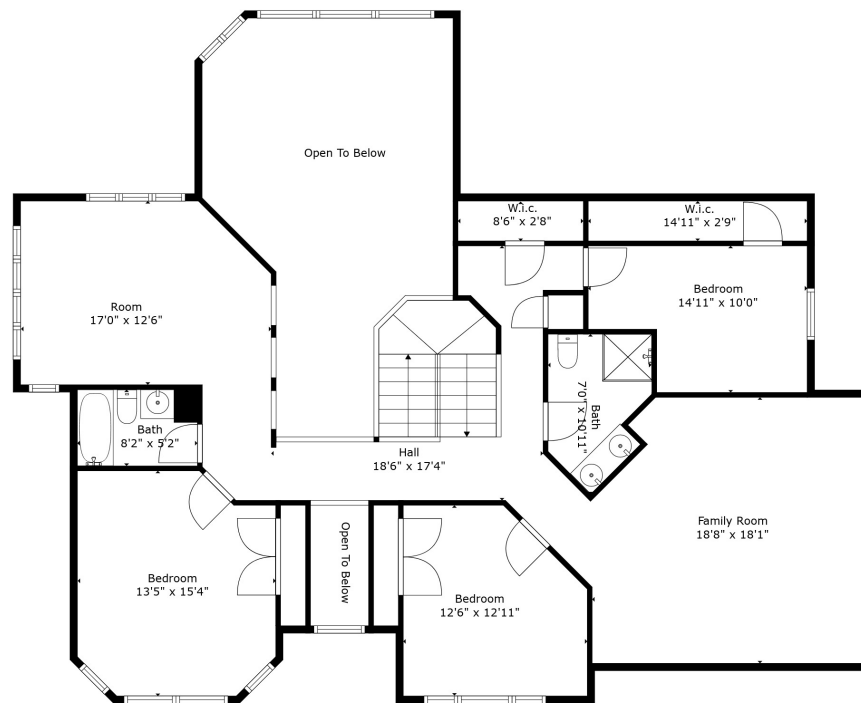 Open To Below
W.i.c.
8'6" x 2'8"
W.i.c.
14'11" x 2'9"
Bedroom
14'11" x 10'0"
Room
17'0" x 12'6"
Bath
7'0" x 10'11"
Bath
8'2" x 5'2"
Hall
18'6" x 17'4"
Family Room
18'8" x 18'1"
Open To Below
Bedroom
13'5" x 15'4"
Bedroom
12'6" x 12'11"